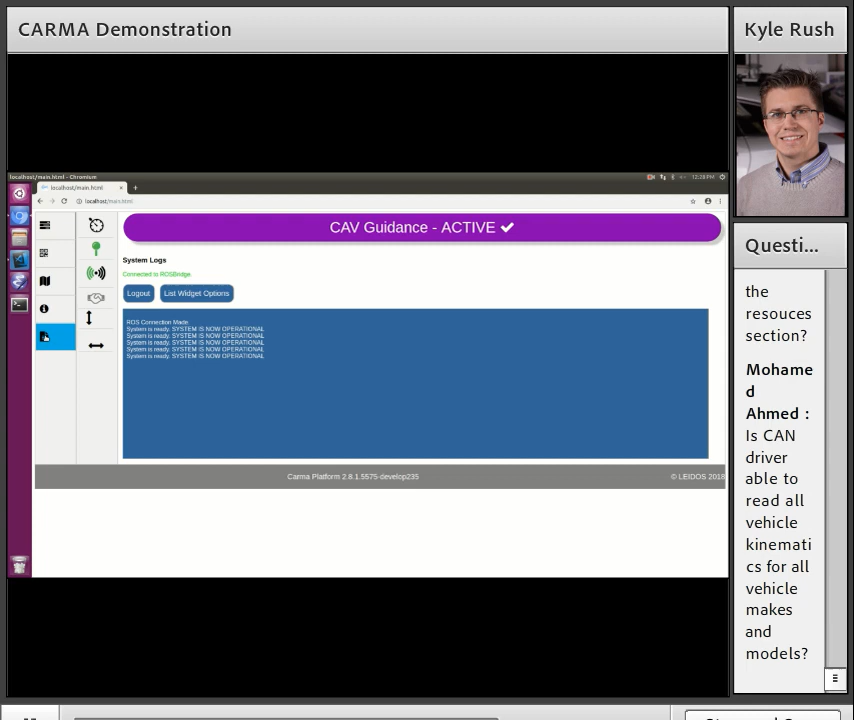 CARMA Demonstration
Kyle Rush
localhost/main.html - Chromium
12:28 PM
localhost/main.html
localhost/main.html
CAV Guidance - ACTIVE
System Logs
Connected to ROSBridge.
Logout
List Widget Options
ROS Connection Made
System is ready: SYSTEM IS NOW OPERATIONAL
System is ready: SYSTEM IS NOW OPERATIONAL
System is ready: SYSTEM IS NOW OPERATIONAL
System is ready: SYSTEM IS NOW OPERATIONAL
System is ready: SYSTEM IS NOW OPERATIONAL
Carma Platform 2.8.1.5575-develop235
© LEIDOS 2018
Questi...
the
resouces
section?
Mohame
d
Ahmed :
Is CAN
driver
able to
read all
vehicle
kinemati
cs for all
vehicle
makes
and
models?